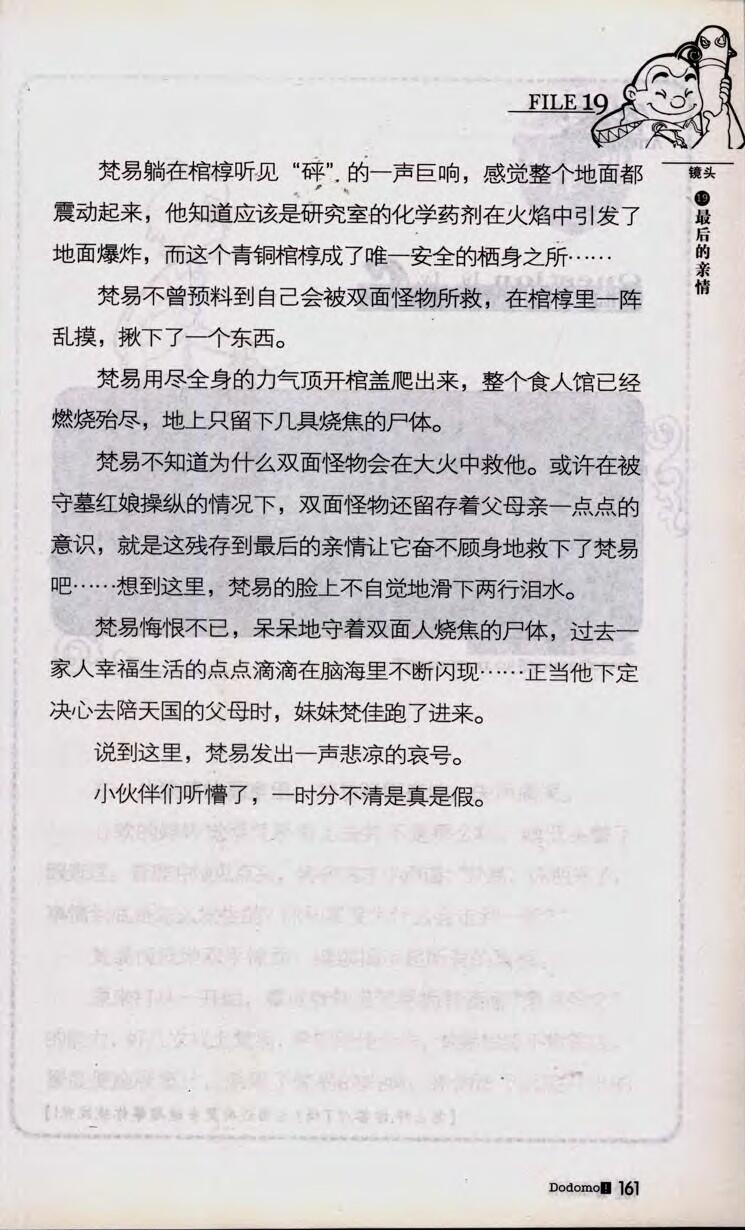 FILE 19
镜头
⑲最后的亲情
梵易躺在棺椁听见“砰”的一声巨响，感觉整个地面都
震动起来，他知道应该是研究室的化学药剂在火焰中引发了
地面爆炸，而这个青铜棺椁成了唯一安全的栖身之所……
梵易不曾预料到自己会被双面怪物所救，在棺椁里一阵
乱摸，揪下了一个东西。
梵易用尽全身的力气顶开棺盖爬出来，整个食人馆已经
燃烧殆尽，地上只留下几具烧焦的尸体。
梵易不知道为什么双面怪物会在大火中救他。或许在被
守墓红娘操纵的情况下，双面怪物还留存着父母亲一点点的
意识，就是这残存到最后的亲情让它奋不顾身地救下了梵易
吧……想到这里，梵易的脸上不自觉地滑下两行泪水。
梵易悔恨不已，呆呆地守着双面人烧焦的尸体，过去一
家人幸福生活的点点滴滴在脑海里不断闪现……正当他下定
决心去陪天国的父母时，妹妹梵佳跑了进来。
说到这里，梵易发出一声悲凉的哀号。
小伙伴们听懵了，一时分不清是真是假。
Dodomo! 161